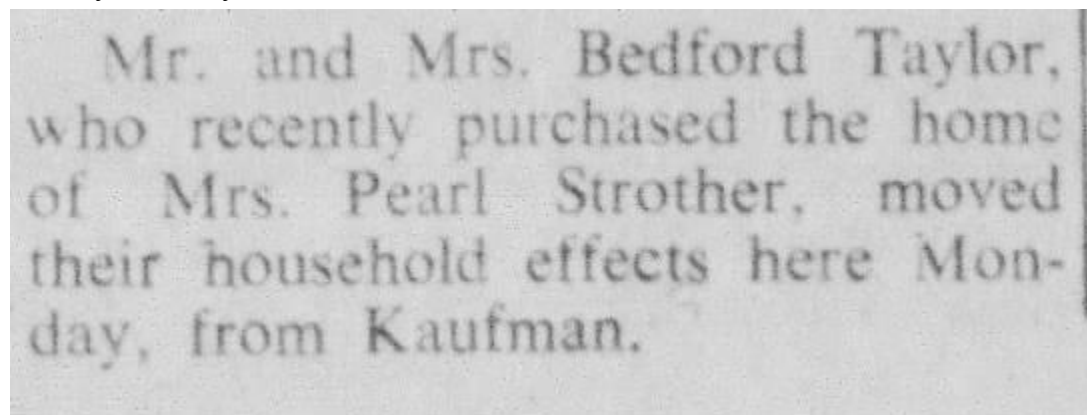 Mr. and Mrs. Bedford Taylor,
who recently purchased the home
of Mrs. Pearl Strother, moved
their household effects here Mon-
day, from Kaufman.